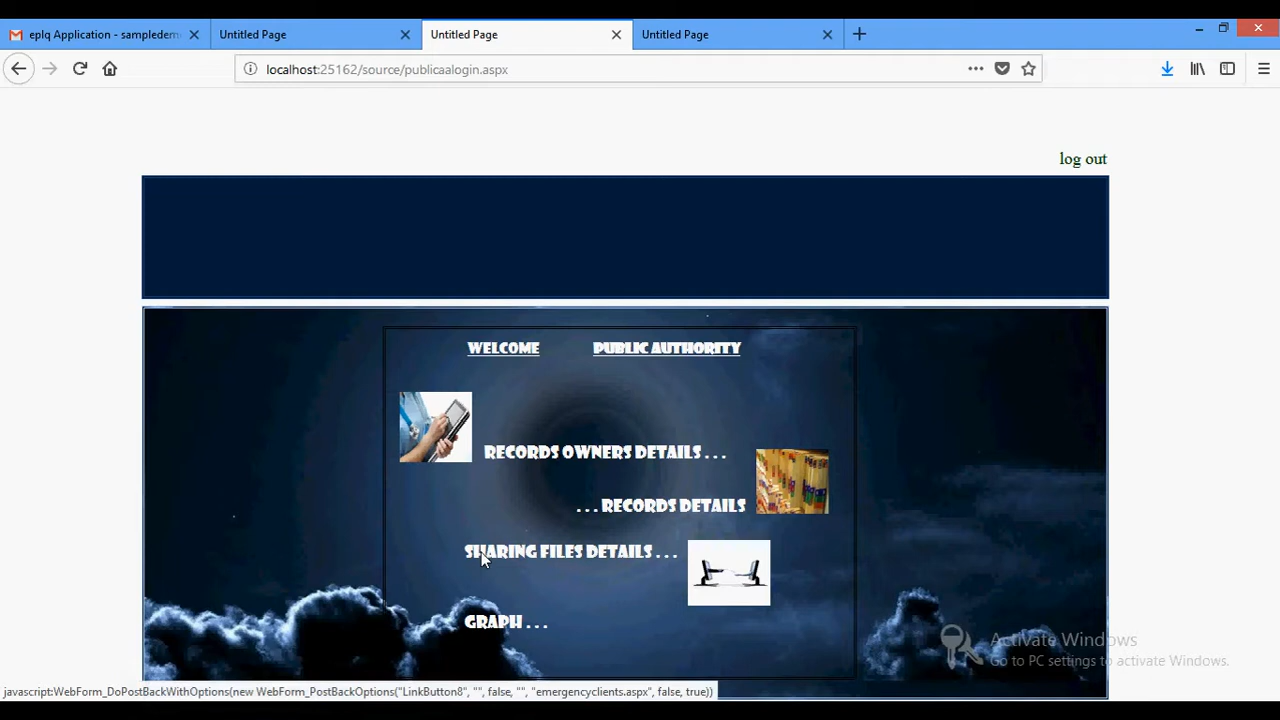 eplq Application - sampledem
Untitled Page
Untitled Page
Untitled Page
localhost:25162/source/publicaalogin.aspx
log out
WELCOME PUBLIC AUTHORITY
RECORDS OWNERS DETAILS . . .
. . . RECORDS DETAILS
SHARING FILES DETAILS . . .
GRAPH . . .
Activate Windows
Go to PC settings to activate Windows.
javascript:WebForm_DoPostBackWithOptions(new WebForm_PostBackOptions("LinkButton8", "", false, "", "emergencyclients.aspx", false, true))